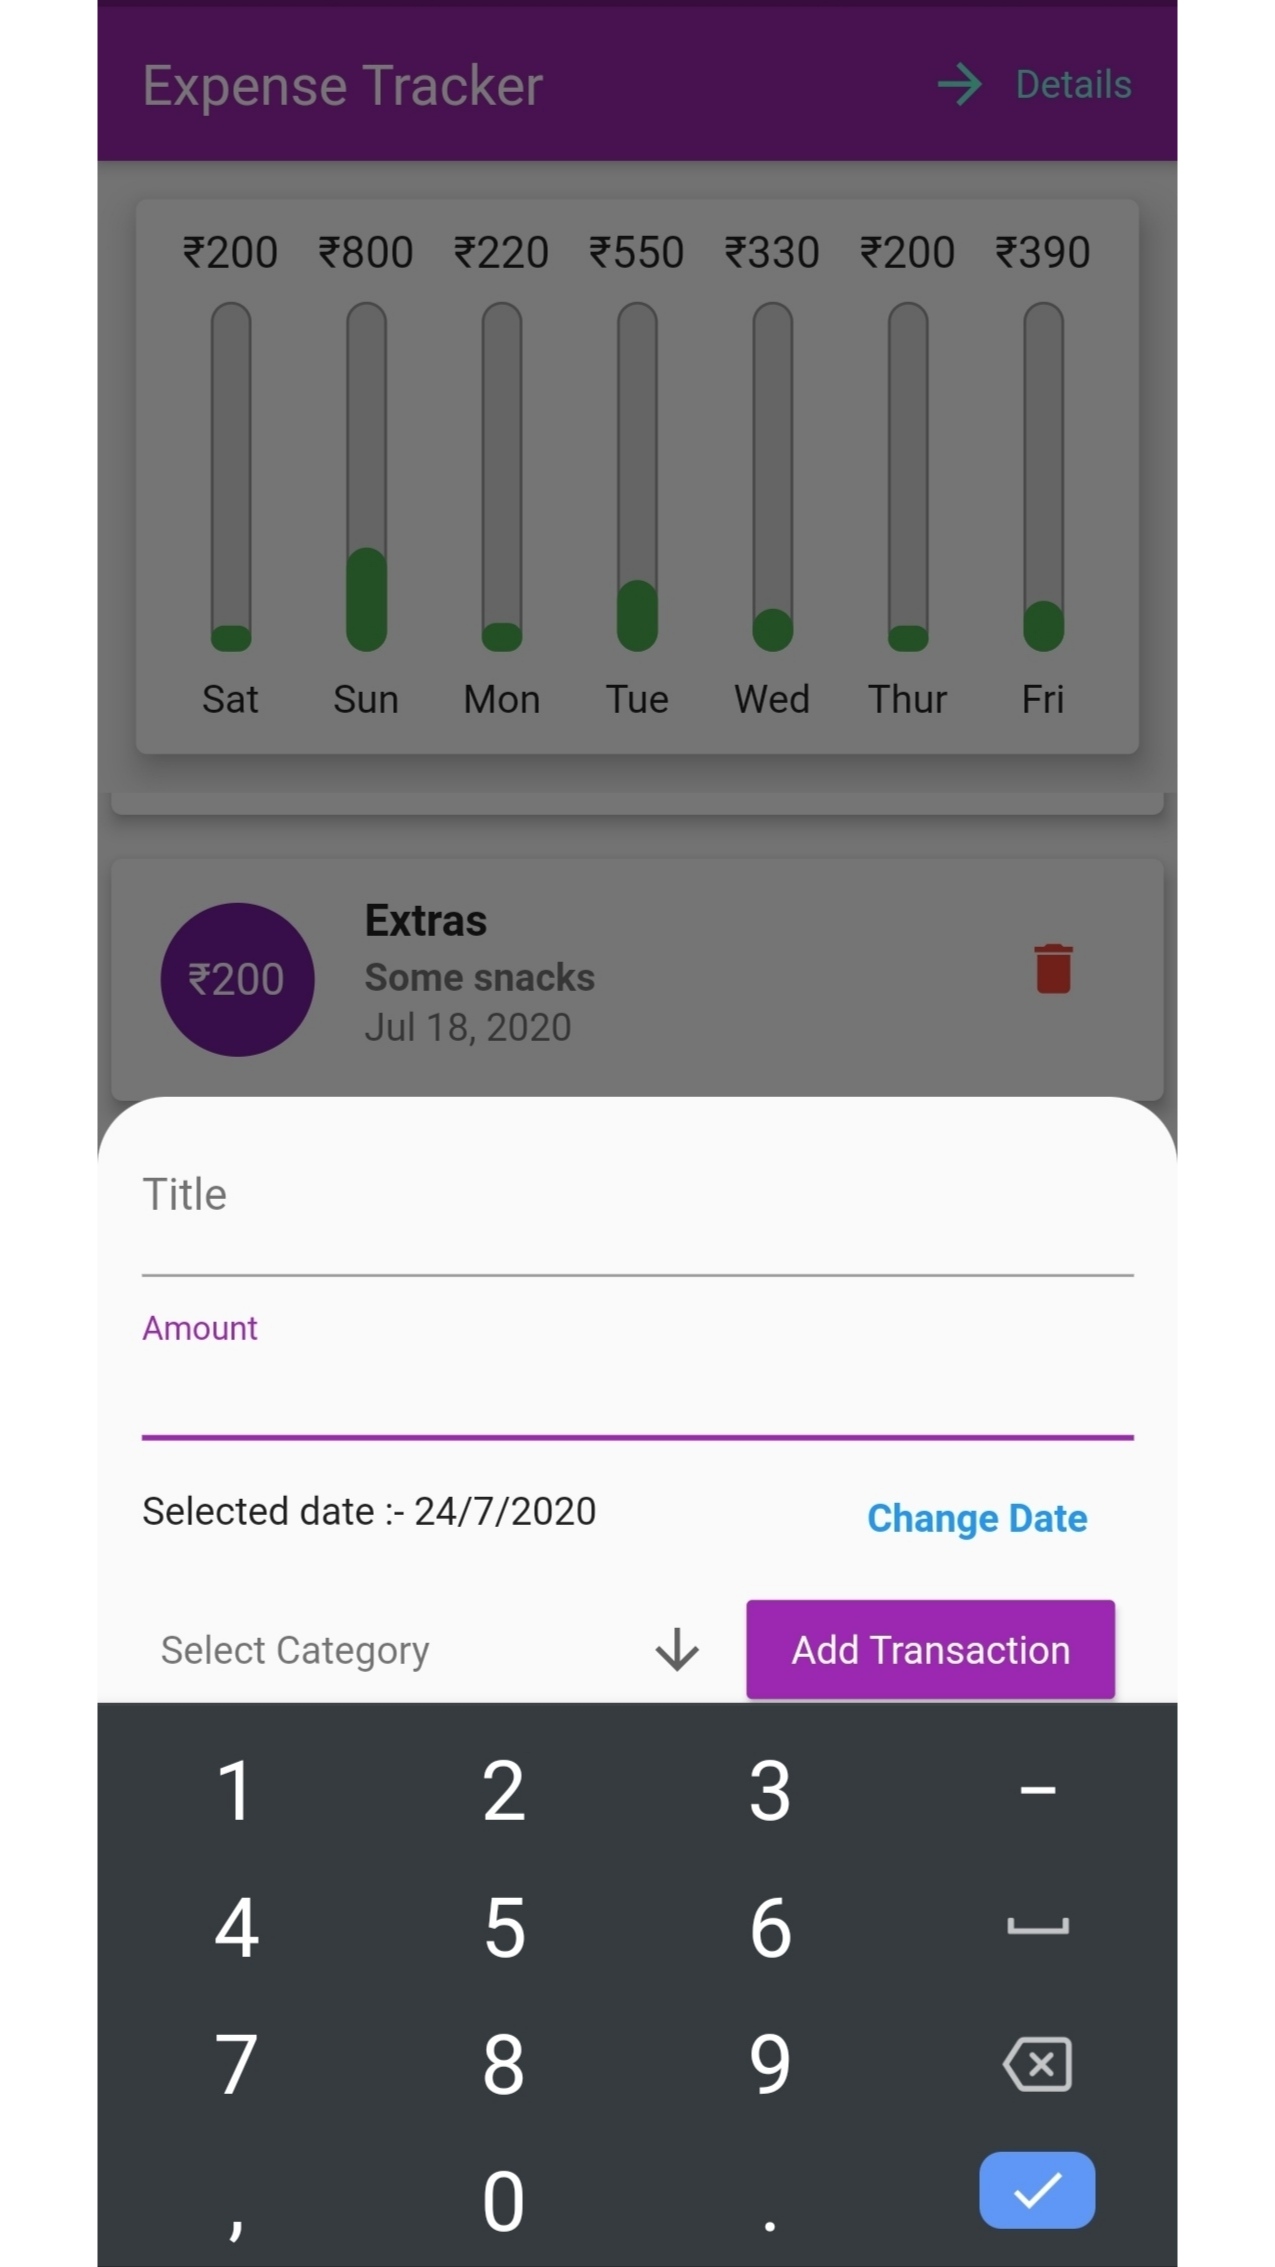 Expense Tracker Details
₹200 ₹800 ₹220 ₹550 ₹330 ₹200 ₹390
Sat Sun Mon Tue Wed Thur Fri
Extras
₹200 Some snacks
Jul 18, 2020
Title
Amount
Selected date :- 24/7/2020 Change Date
Select Category Add Transaction
1 2 3 -
4 5 6
7 8 9
, 0 .